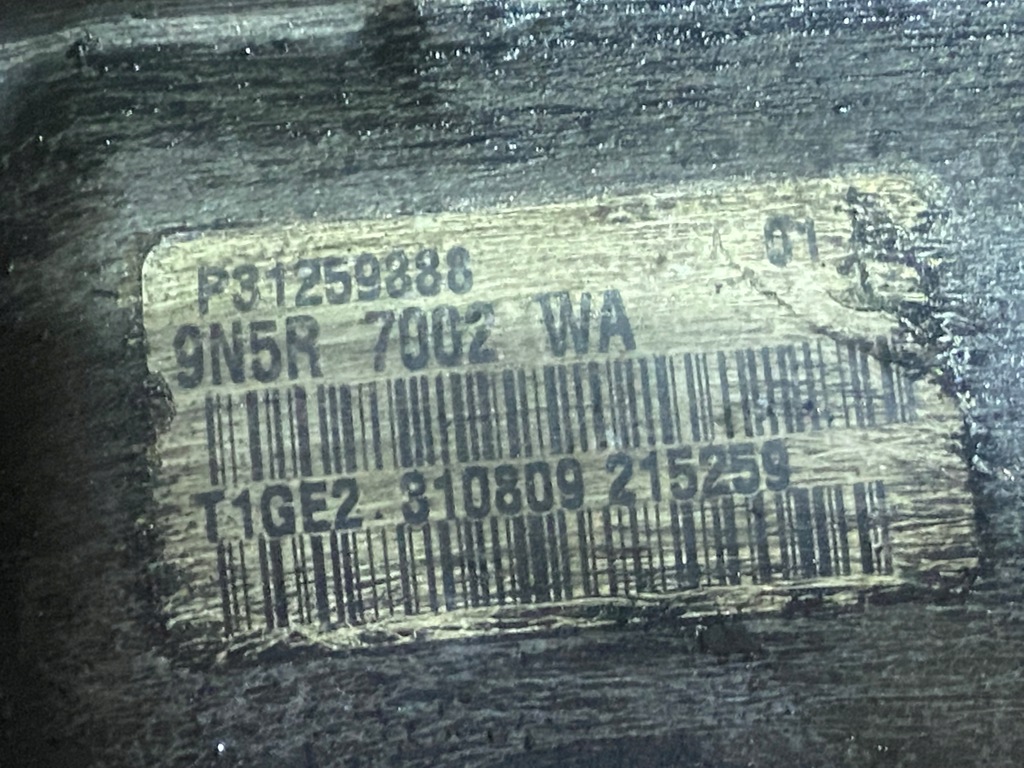 P31259888 01
9N5R 7002 WA
T1GE2 310809 215259